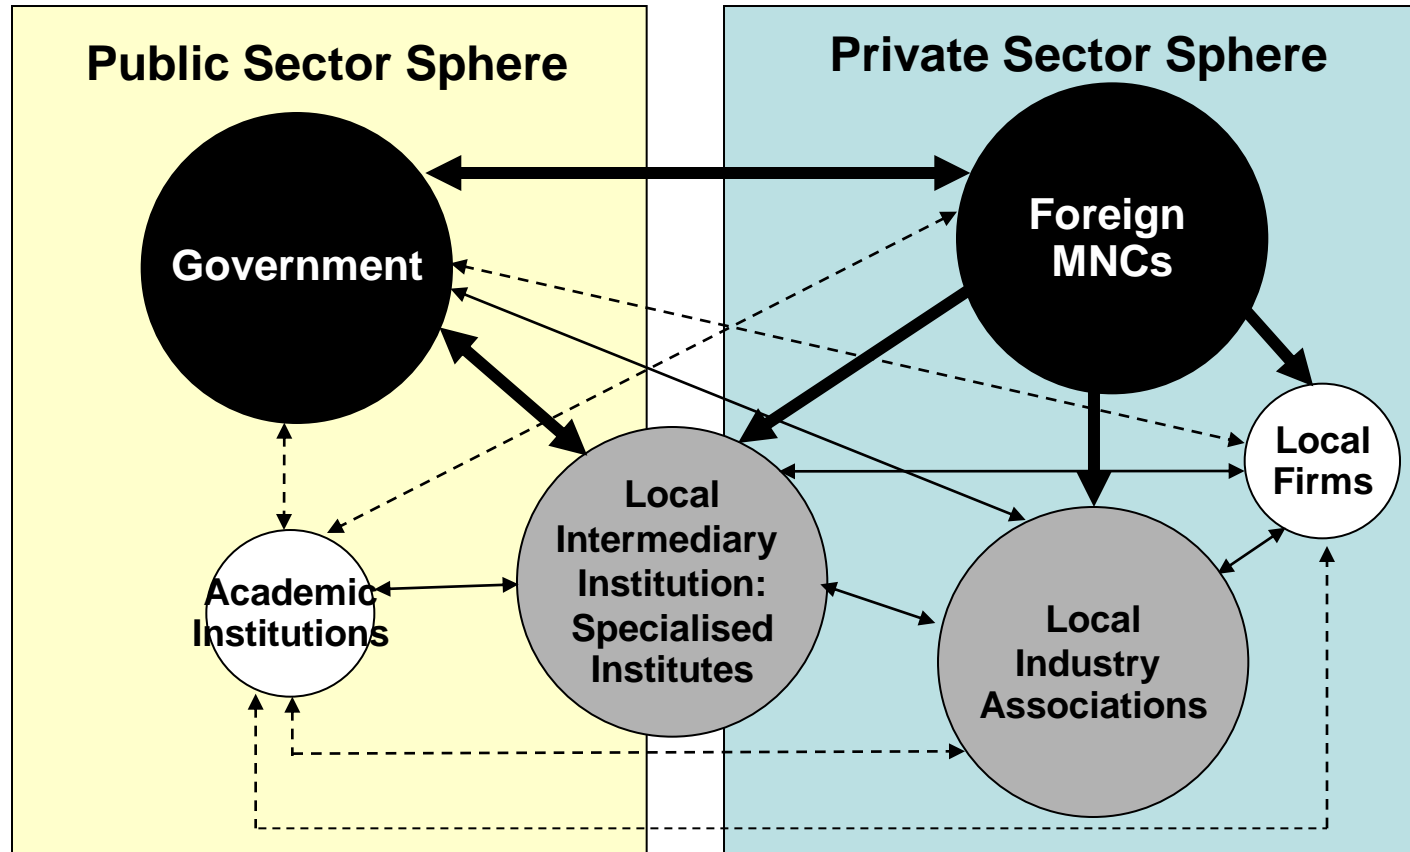 Public Sector Sphere
Private Sector Sphere
Government
Foreign
MNCs
Local
Firms
Local
Intermediary
Institution:
Specialised
Institutes
Academic
Institutions
Local
Industry
Associations